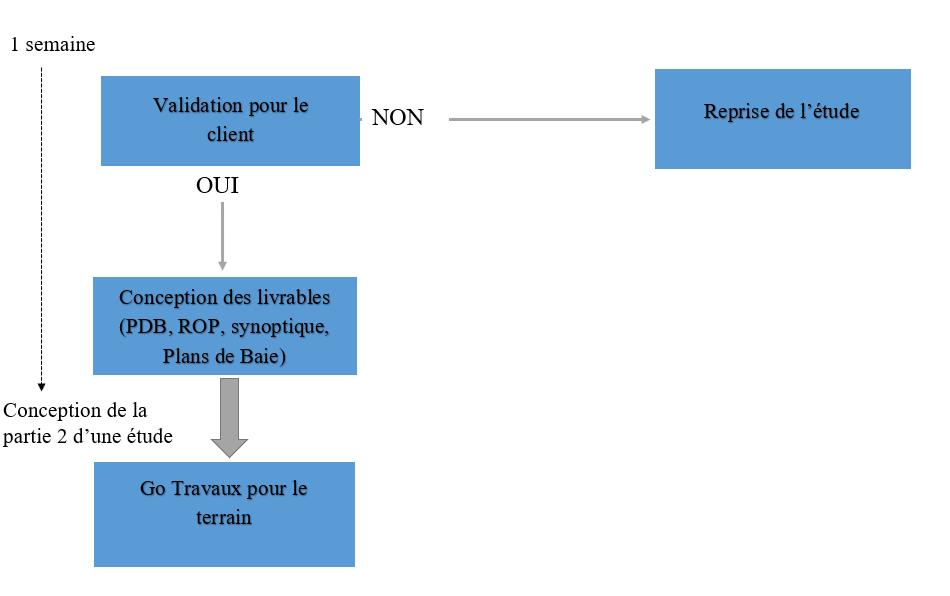 1 semaine
Validation pour le
client
NON
Reprise de l’étude
OUI
Conception des livrables
(PDB, ROP, synoptique,
Plans de Baie)
Conception de la
partie 2 d’une étude
Go Travaux pour le
terrain